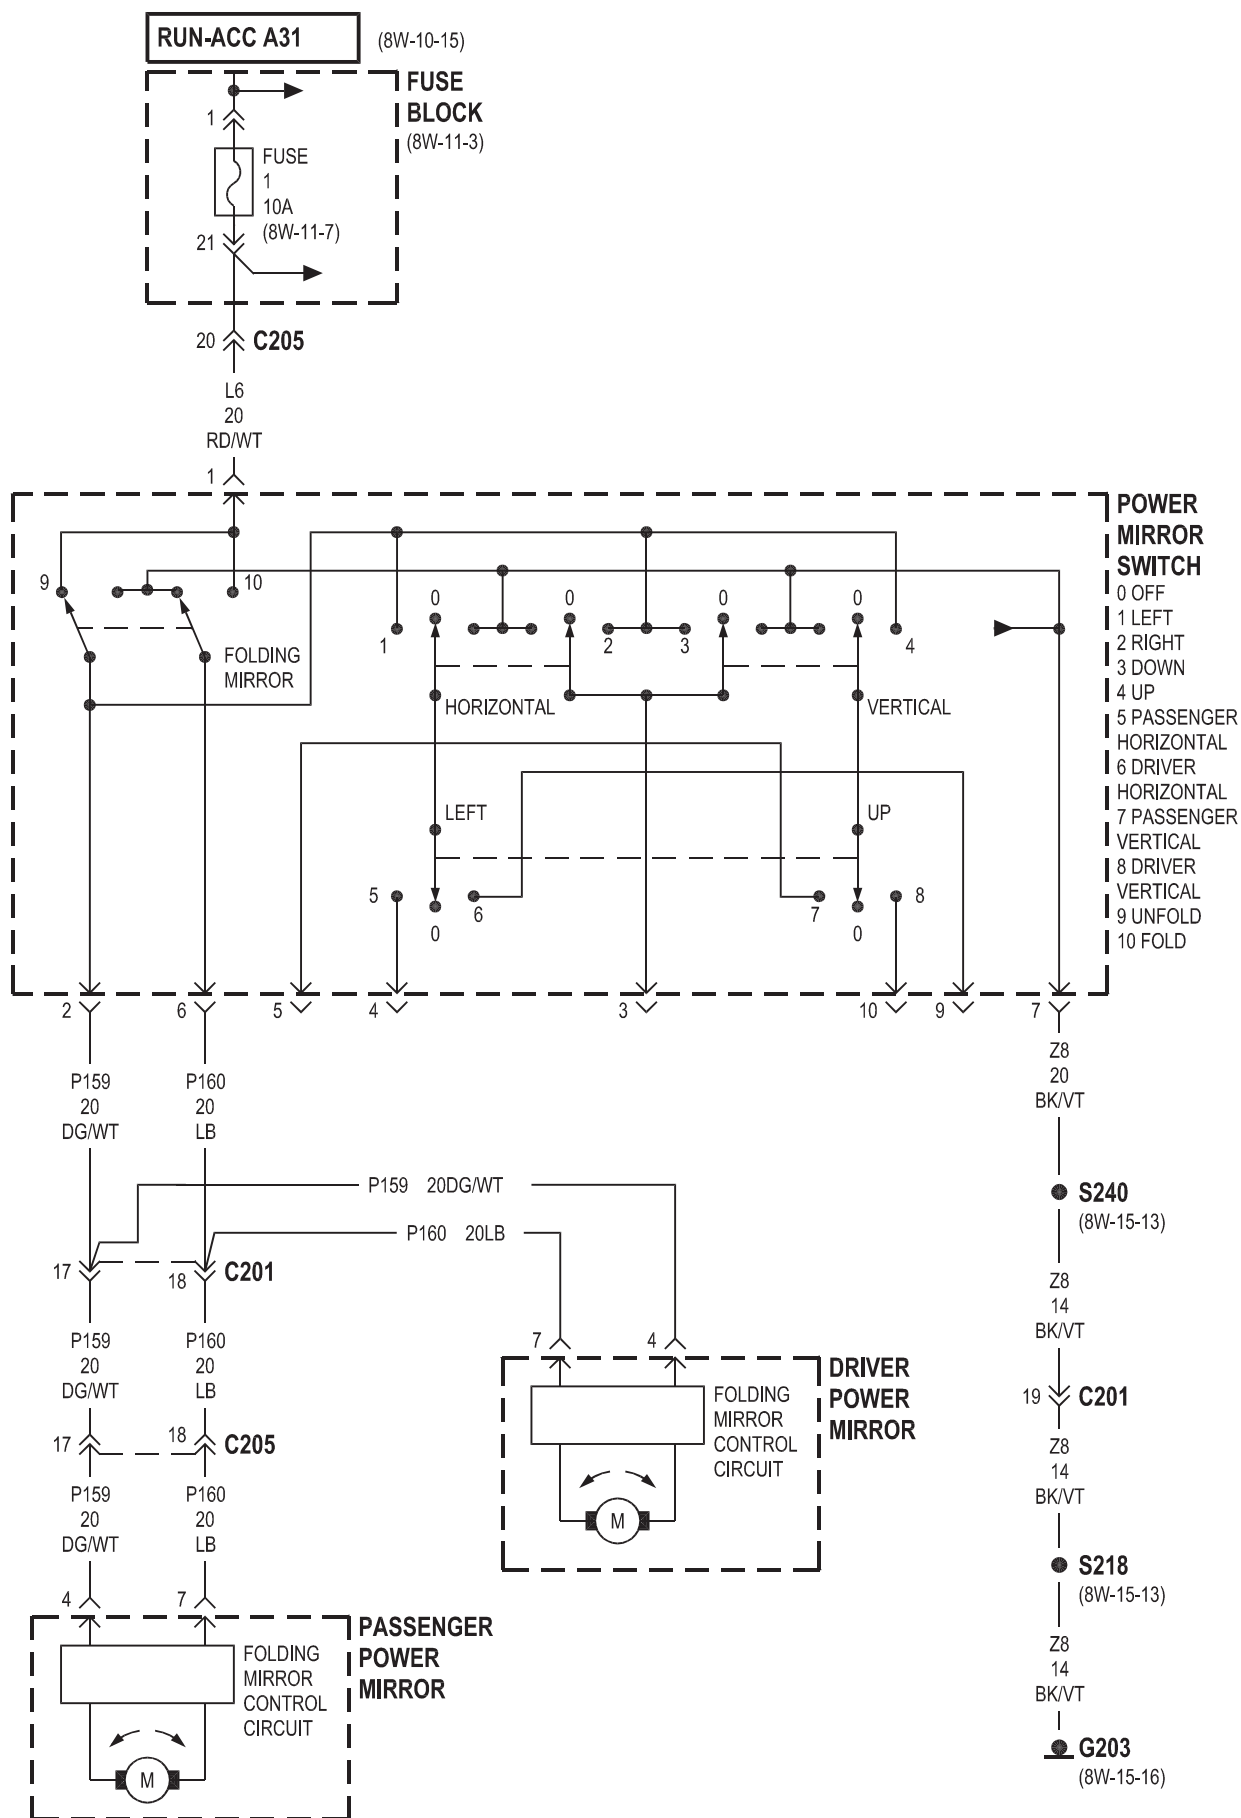 RUN-ACC A31
(8W-10-15)
FUSE
BLOCK
(8W-11-3)
1
FUSE
1
10A
(8W-11-7)
21
20
C205
L6
20
RD/WT
1
POWER
MIRROR
SWITCH
0 OFF
1 LEFT
2 RIGHT
3 DOWN
4 UP
5 PASSENGER
HORIZONTAL
6 DRIVER
HORIZONTAL
7 PASSENGER
VERTICAL
8 DRIVER
VERTICAL
9 UNFOLD
10 FOLD
9
10
0
0
0
0
1
2
3
4
FOLDING
MIRROR
HORIZONTAL
VERTICAL
LEFT
UP
5
6
7
8
0
0
2
6
5
4
3
10
9
7
P159
20
DG/WT
P160
20
LB
Z8
20
BK/VT
P159 20DG/WT
P160 20LB
S240
(8W-15-13)
17
18
C201
Z8
14
BK/VT
P159
20
DG/WT
P160
20
LB
7
4
DRIVER
POWER
MIRROR
FOLDING
MIRROR
CONTROL
CIRCUIT
M
19
C201
17
18
C205
Z8
14
BK/VT
P159
20
DG/WT
P160
20
LB
S218
(8W-15-13)
4
7
PASSENGER
POWER
MIRROR
FOLDING
MIRROR
CONTROL
CIRCUIT
M
Z8
14
BK/VT
G203
(8W-15-16)